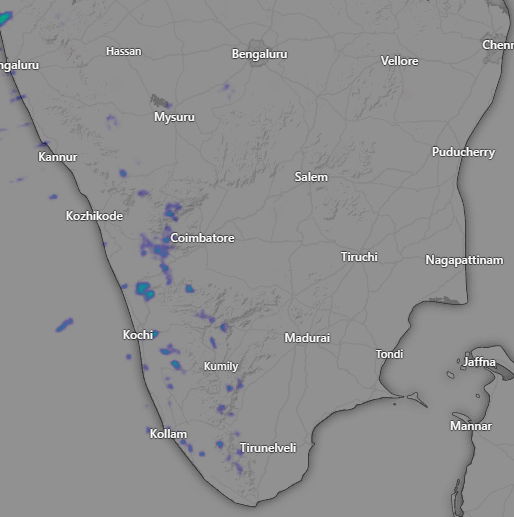 Hassan
Bengaluru
Chenn
ngaluru
Vellore
Mysuru
Kannur
Puducherry
Salem
Kozhikode
Coimbatore
Tiruchi
Nagapattinam
Kochi
Madurai
Tondi
Kumily
Jaffna
Kollam
Mannar
Tirunelveli